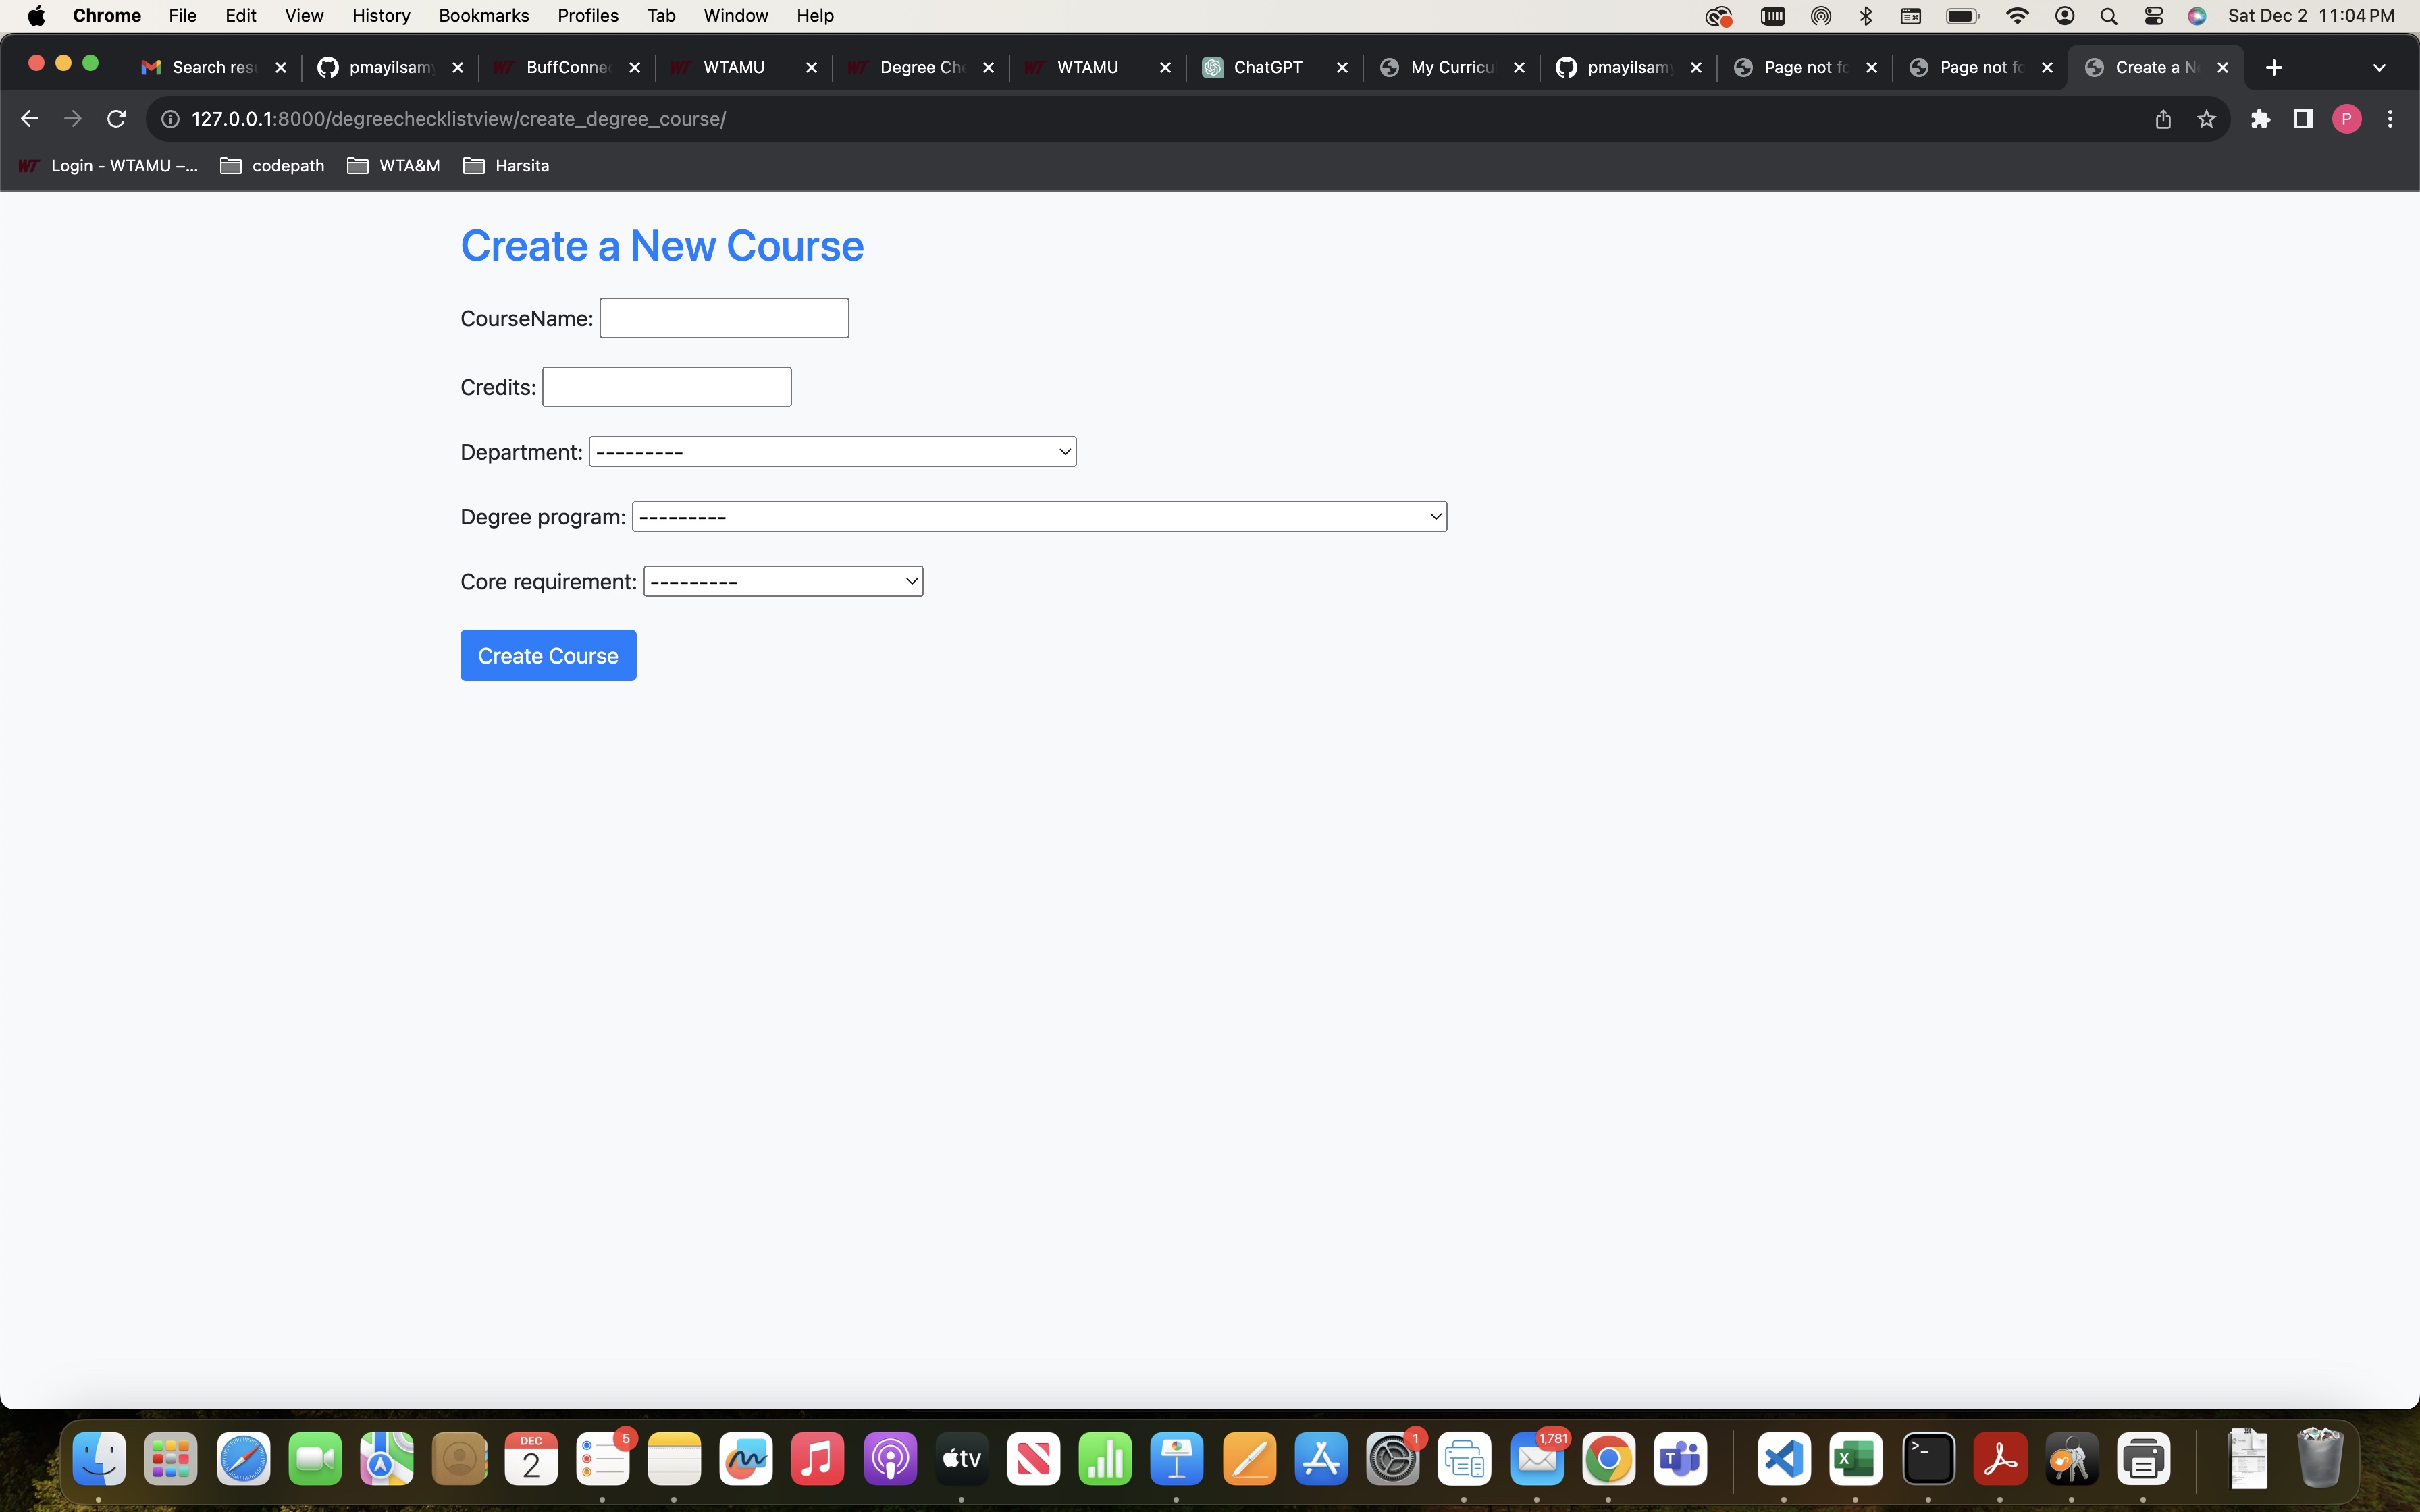 Chrome File Edit View History Bookmarks Profiles Tab Window Help Sat Dec 2 11:04 PM
Search res pmayilsam BuffConne WTAMU Degree Ch WTAMU ChatGPT My Curricu pmayilsam Page not fo Page not fo Create a N
127.0.0.1:8000/degreechecklistview/create_degree_course/ P
WT Login - WTAMU –... codepath WTA&M Harsita
Create a New Course
CourseName:
Credits:
Department: ---------
Degree program: ---------
Core requirement: ---------
Create Course
DEC 5 1 1,781
2 tv T X >_